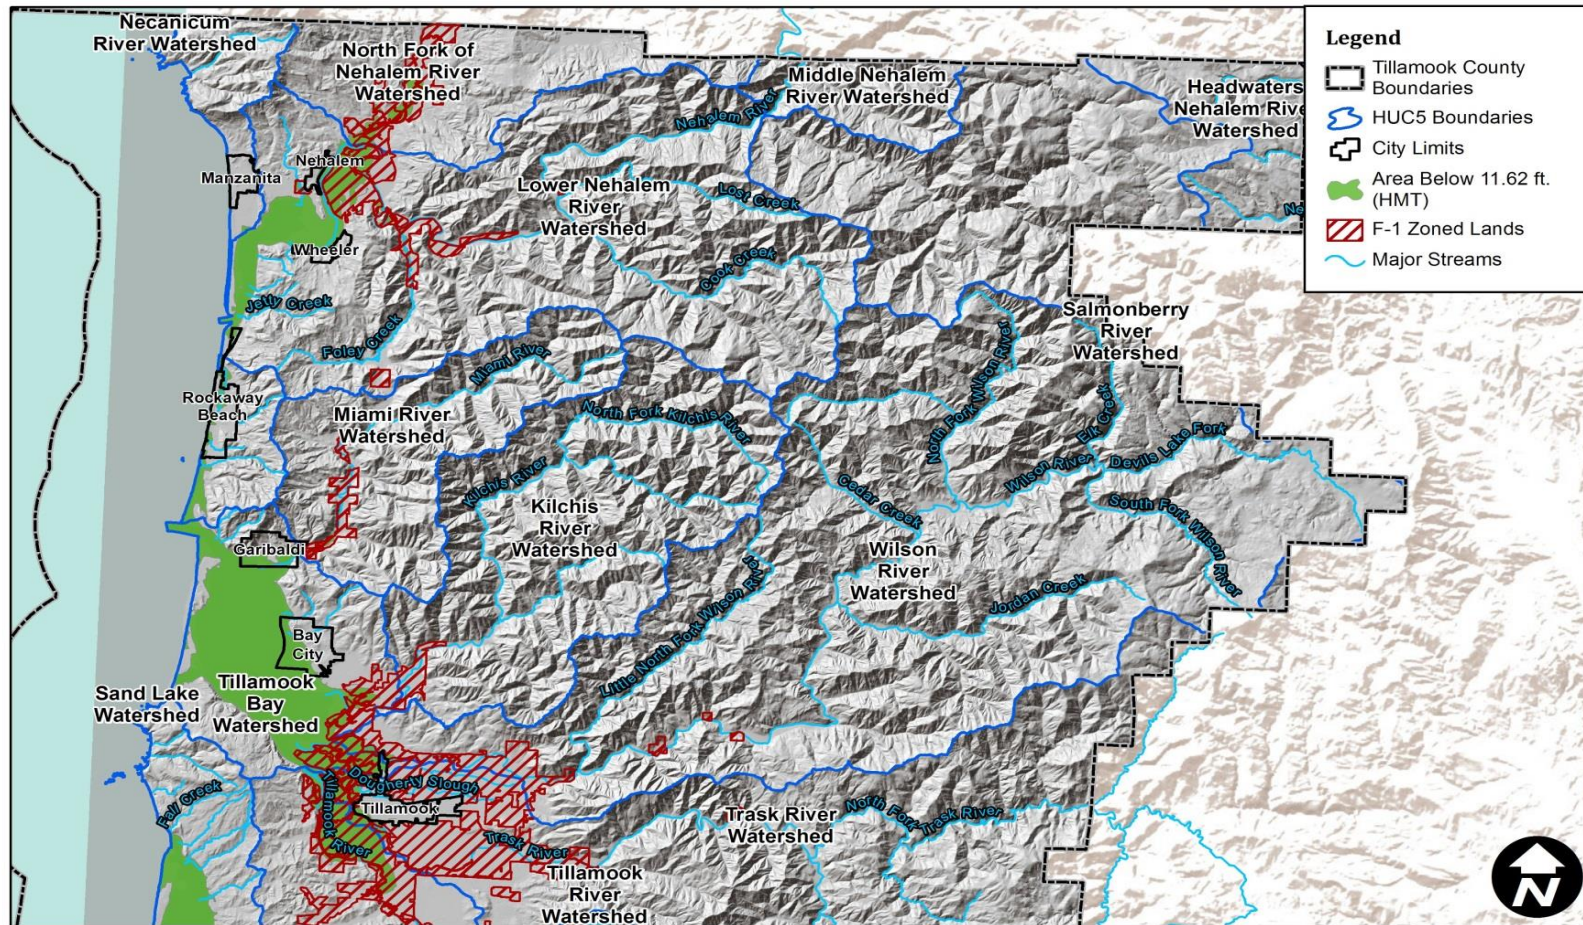 Necanicum
River Watershed
North Fork of
Nehalem River
Watershed
Middle Nehalem
River Watershed
Headwaters
Nehalem Rive
Watershed
Legend
Tillamook County
Boundaries
HUC5 Boundaries
City Limits
Area Below 11.62 ft.
(HMT)
F-1 Zoned Lands
Major Streams
Nehalem River
Nehalem
Manzanita
Lower Nehalem
River
Watershed
Lost Creek
Ne
Wheeler
Cook Creek
Jetty Creek
Salmonberry
River
Watershed
Foley Creek
Miami River
North Fork Wilson River
Rockaway
Beach
Miami River
Watershed
North Fork Kilchis River
Elk Creek
Devils Lake Fork
Kilchis River
Wilson River
Cedar Creek
South Fork Wilson River
Kilchis
River
Watershed
Garibaldi
Wilson
River
Watershed
Jordan Creek
Little North Fork Wilson River
Bay
City
Sand Lake
Watershed
Tillamook
Bay
Watershed
Fall Creek
Tillamook River
Dougherty Slough
Tillamook
Trask River
Trask River
Watershed
North Fork Trask River
Tillamook
River
Watershed
N